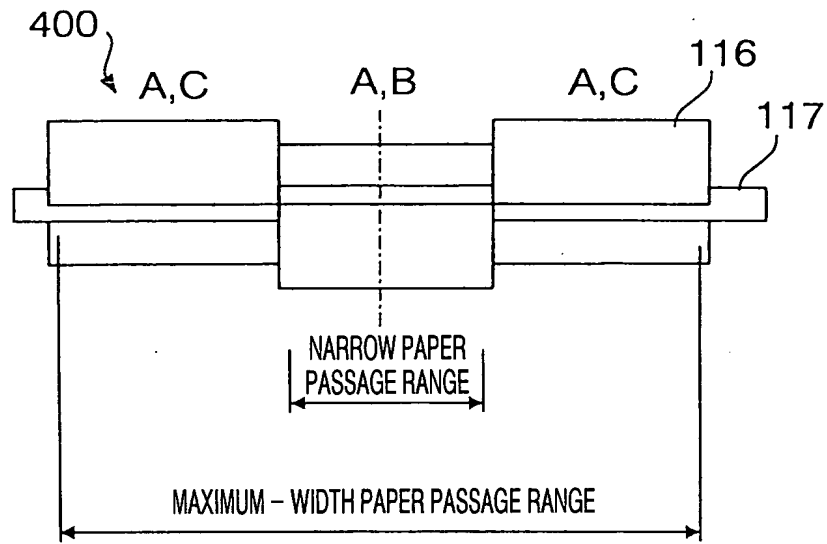 400
116
A,C
A,B
A,C
117
NARROW PAPER
PASSAGE RANGE
MAXIMUM – WIDTH PAPER PASSAGE RANGE